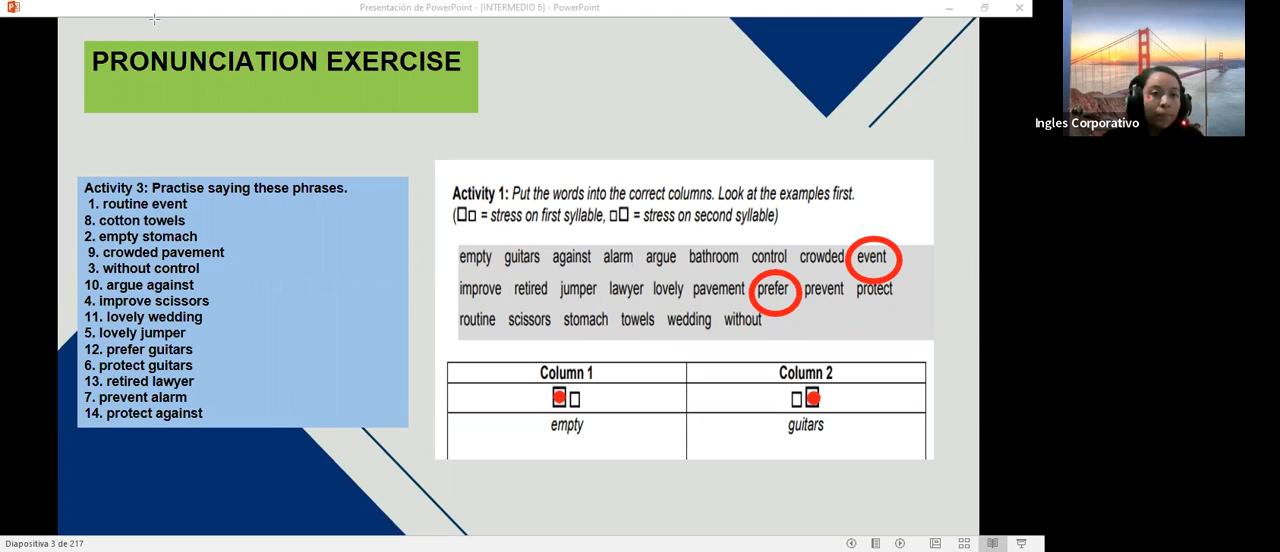 Presentación de PowerPoint - [INTERMEDIO 6] - PowerPoint
PRONUNCIATION EXERCISE
Ingles Corporativo
Activity 3: Practise saying these phrases.
1. routine event
8. cotton towels
2. empty stomach
9. crowded pavement
3. without control
10. argue against
4. improve scissors
11. lovely wedding
5. lovely jumper
12. prefer guitars
6. protect guitars
13. retired lawyer
7. prevent alarm
14. protect against
Activity 1: Put the words into the correct columns. Look at the examples first.
(□□ = stress on first syllable, □□ = stress on second syllable)
empty guitars against alarm argue bathroom control crowded event
improve retired jumper lawyer lovely pavement prefer prevent protect
routine scissors stomach towels wedding without
Column 1 Column 2
empty guitars
Diapositiva 3 de 217